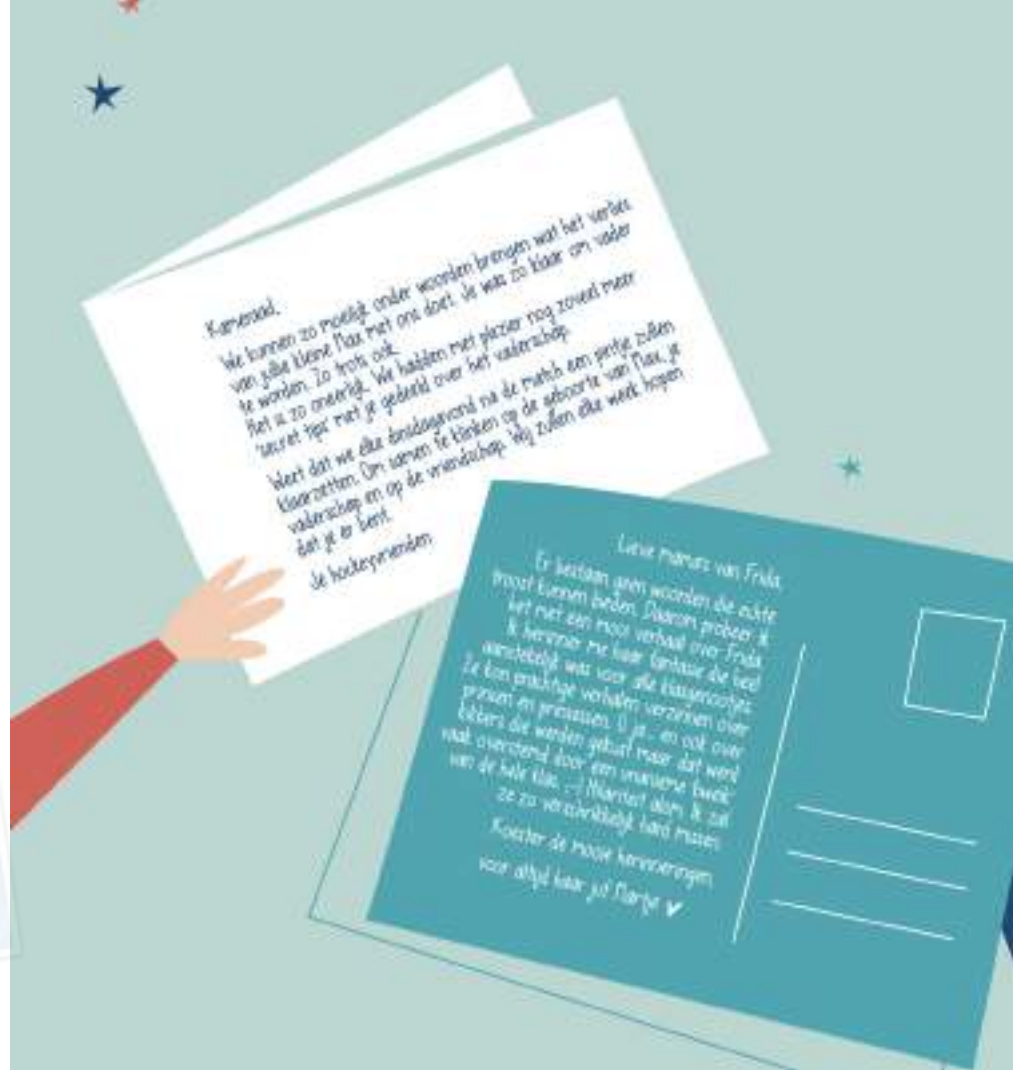 Kameraad,
We kunnen zo moeilijk onder woorden brengen wat het verlies
van jullie kleine Max met ons doet. Je was zo klaar om vader
te worden. Zo trots ook.
Het is zo oneerlijk. We hadden met plezier nog zoveel meer
'secret tips' met je gedeeld over het vaderschap.
Weet dat we elke dinsdagavond na de match een pintje zullen
klaarzetten. Om samen te klinken op de geboorte van Max, je
vaderschap en op de vriendschap. Wij zullen elke week hopen
dat je er bent.
Je hockeyvrienden
Lieve mama's van Frida,
Er bestaan geen woorden die echte
troost kunnen bieden. Daarom probeer ik
het met een mooi verhaal over Frida.
Ik herinner me haar fantasie die heel
aanstekelijk was voor alle klasgenootjes.
Ze kon prachtige verhalen verzinnen over
prinsen en prinsessen. O ja, en ook over
kikkers die werden gekust maar dat werd
vaak overstemd door een unanieme 'bweik'
van de hele klas. ;-) Hilariteit alom. Ik zal
ze zo verschrikkelijk hard missen.
Koester de mooie herinneringen,
voor altijd haar juf Marije